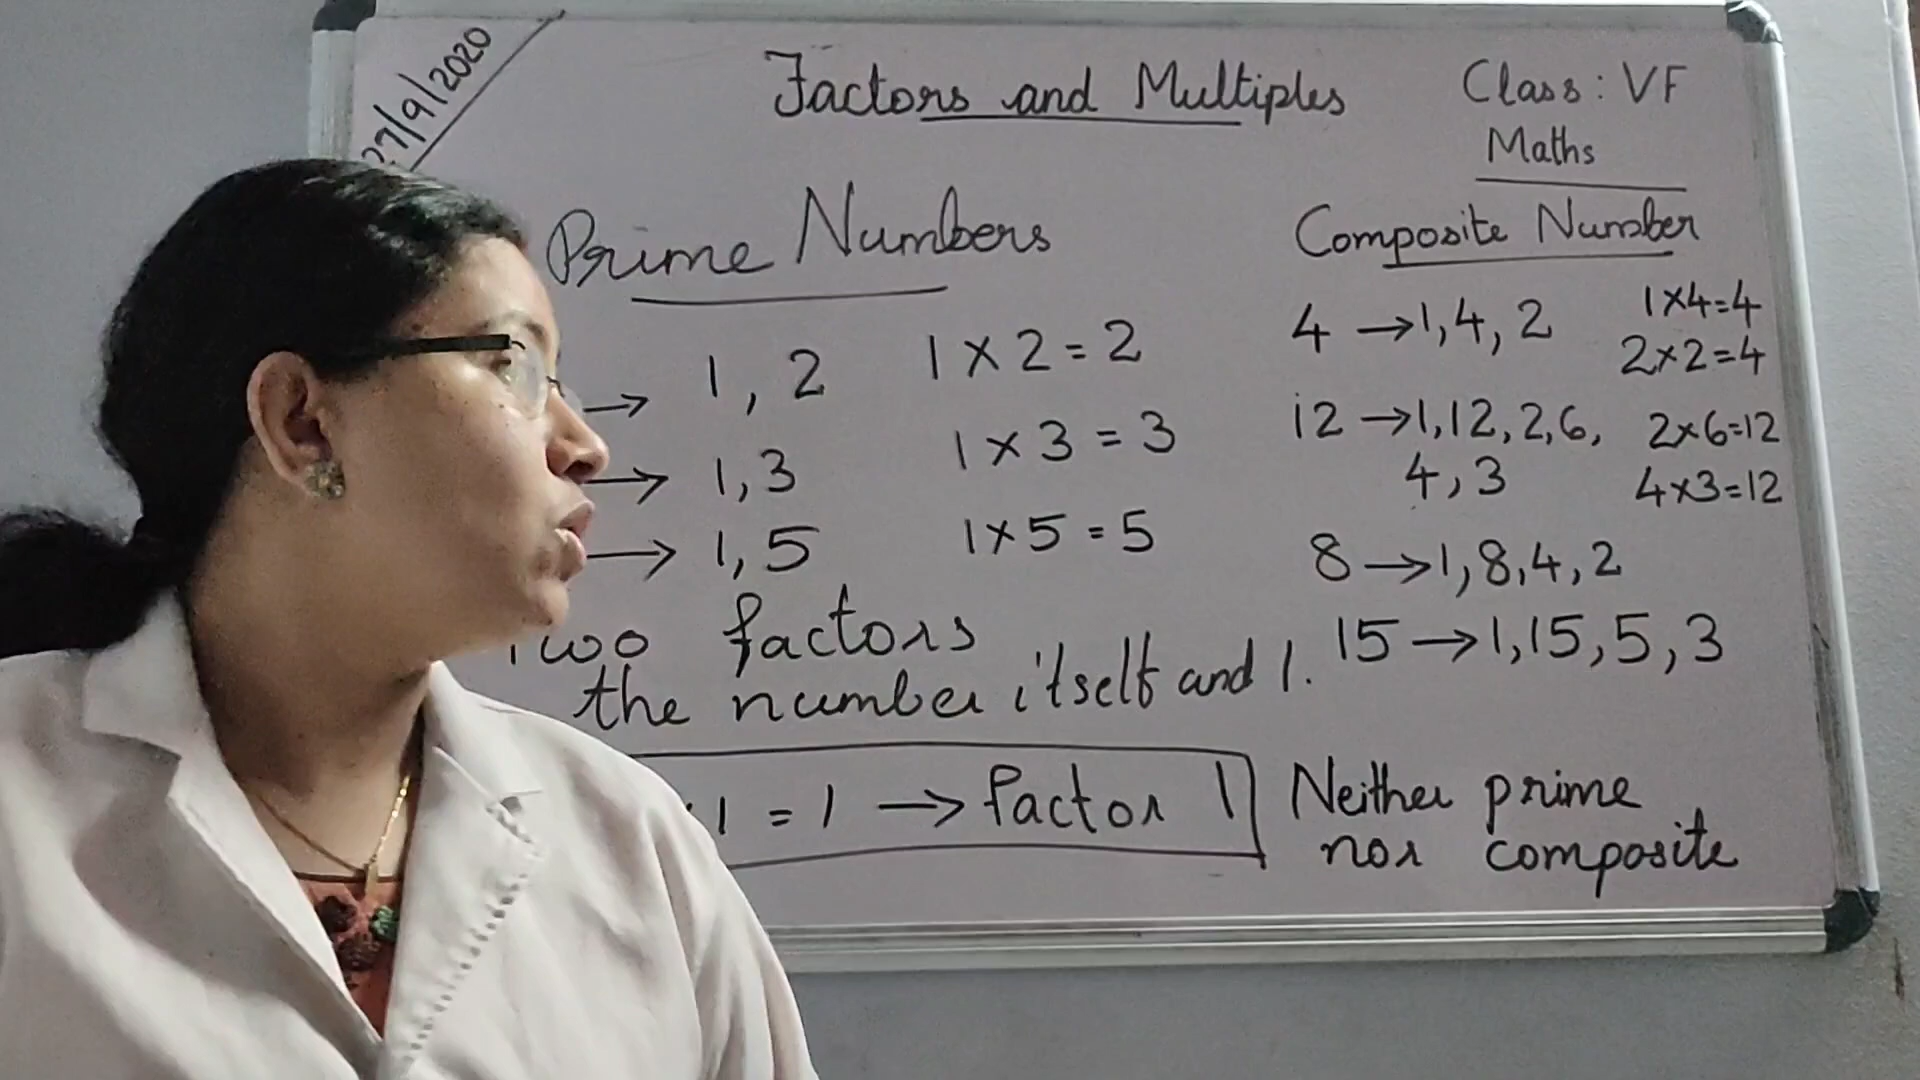 27/9/2020
Factors and Multiples
Class: VF
Maths
Prime Numbers
→ 1, 2 1 x 2 = 2
→ 1, 3 1 x 3 = 3
→ 1, 5 1 x 5 = 5
Two factors
the number itself and 1.
1 = 1 → factor 1
Composite Number
4 → 1, 4, 2 1x4=4
2x2=4
12 → 1, 12, 2, 6, 2x6=12
4, 3 4x3=12
8 → 1, 8, 4, 2
15 → 1, 15, 5, 3
Neither prime
nor composite